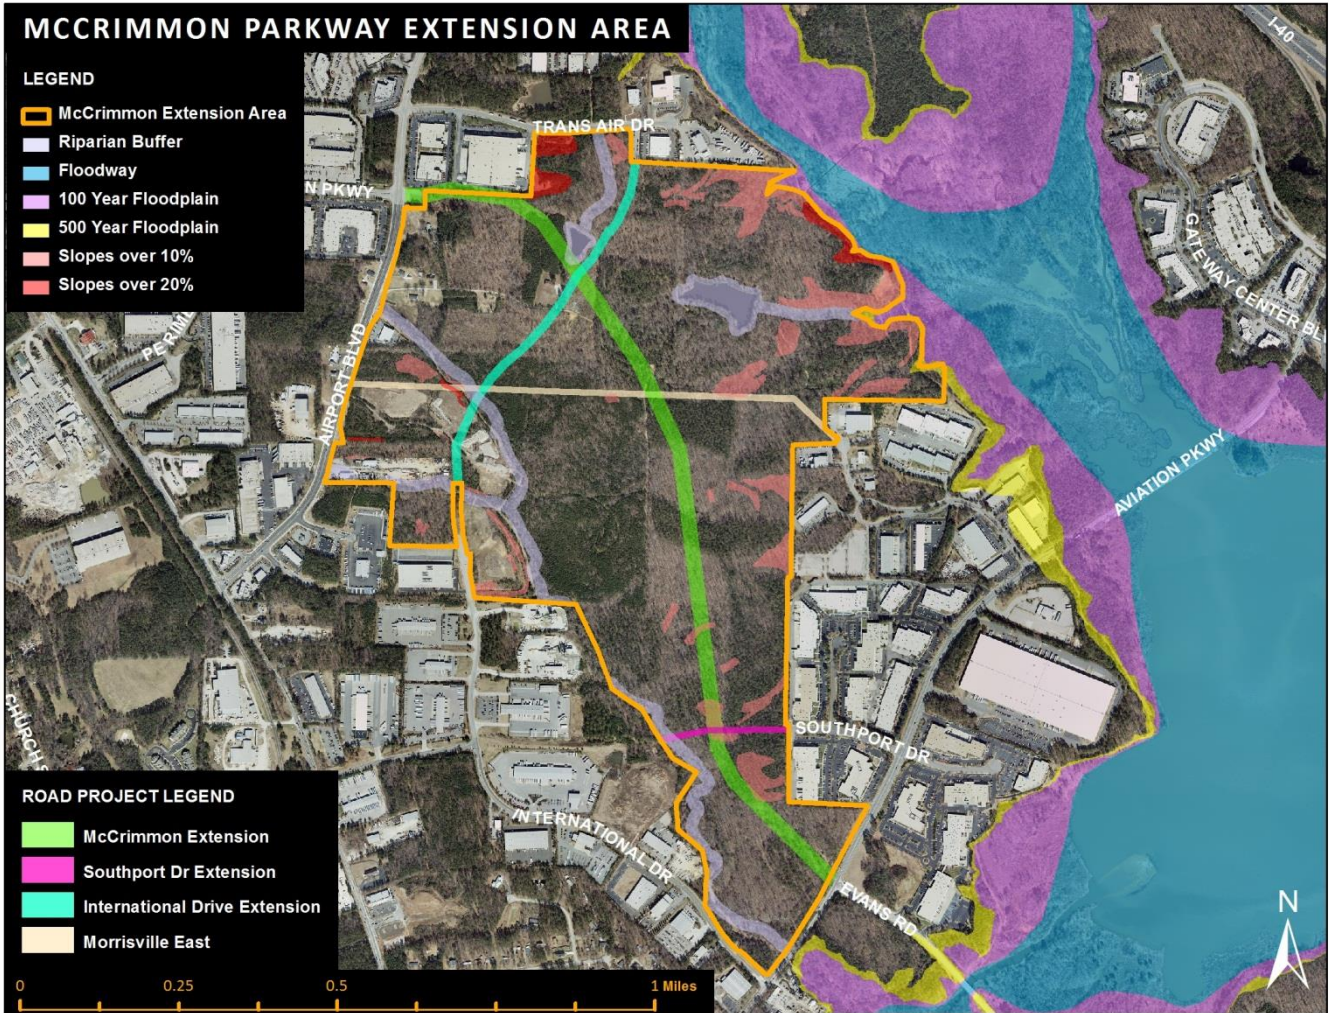 MCCRIMMON PARKWAY EXTENSION AREA
LEGEND
McCrimmon Extension Area
Riparian Buffer
Floodway
100 Year Floodplain
500 Year Floodplain
Slopes over 10%
Slopes over 20%
I-40
TRANS AIR DR
N PKWY
GATEWAY CENTER BLV
PERIME
AIRPORT BLVD
AVIATION PKWY
CHURCH S
SOUTHPORT DR
INTERNATIONAL DR
EVANS RD
ROAD PROJECT LEGEND
McCrimmon Extension
Southport Dr Extension
International Drive Extension
Morrisville East
N
0 0.25 0.5 1 Miles